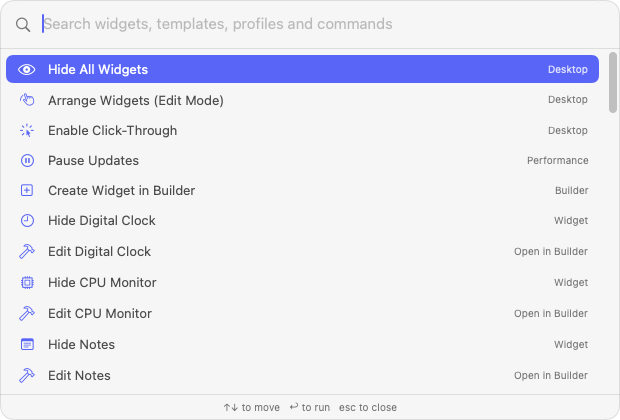 Search widgets, templates, profiles and commands
Hide All Widgets Desktop
Arrange Widgets (Edit Mode) Desktop
Enable Click-Through Desktop
Pause Updates Performance
Create Widget in Builder Builder
Hide Digital Clock Widget
Edit Digital Clock Open in Builder
Hide CPU Monitor Widget
Edit CPU Monitor Open in Builder
Hide Notes Widget
Edit Notes Open in Builder
↑↓ to move ↩ to run esc to close